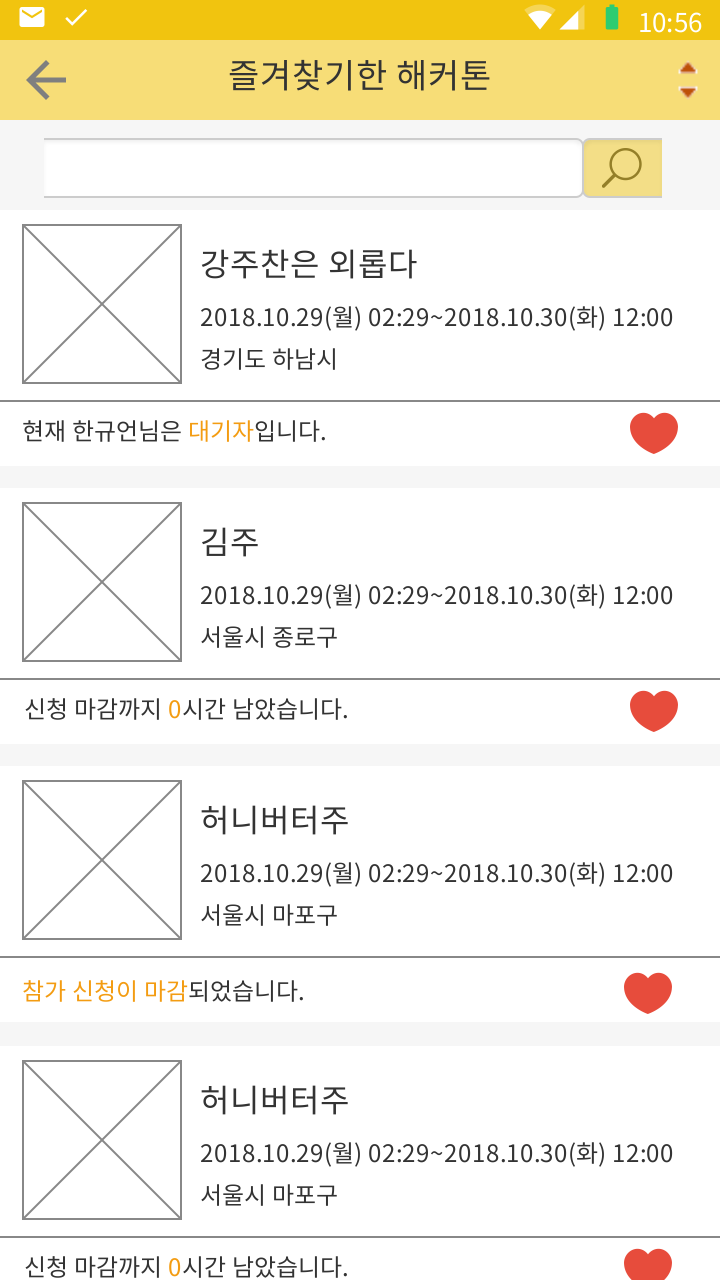 10:56
즐겨찾기한 해커톤
강주찬은 외롭다
2018.10.29(월) 02:29~2018.10.30(화) 12:00
경기도 하남시
현재 한규언님은 대기자입니다.
김주
2018.10.29(월) 02:29~2018.10.30(화) 12:00
서울시 종로구
신청 마감까지 0시간 남았습니다.
허니버터주
2018.10.29(월) 02:29~2018.10.30(화) 12:00
서울시 마포구
참가 신청이 마감되었습니다.
허니버터주
2018.10.29(월) 02:29~2018.10.30(화) 12:00
서울시 마포구
신청 마감까지 0시간 남았습니다.